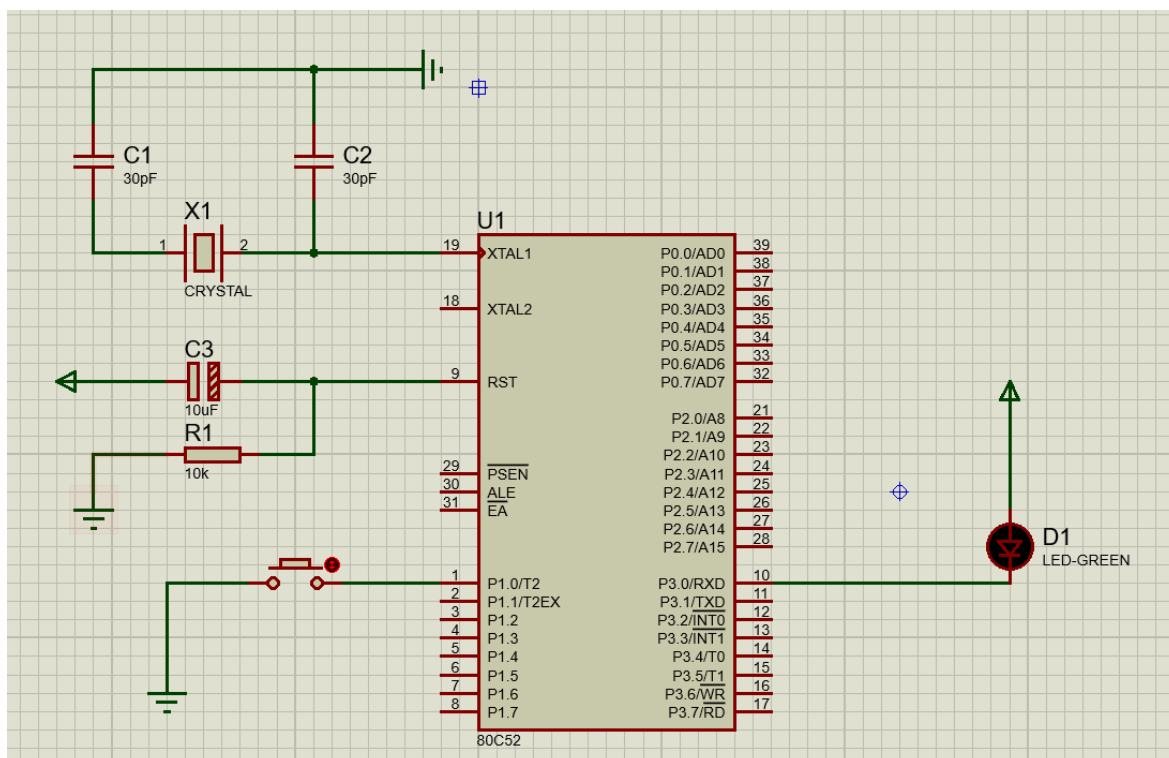 C1
30pF
C2
30pF
X1
1
2
CRYSTAL
C3
10uF
R1
10k
U1
19
XTAL1
18
XTAL2
9
RST
29
PSEN
30
ALE
31
EA
1
P1.0/T2
2
P1.1/T2EX
3
P1.2
4
P1.3
5
P1.4
6
P1.5
7
P1.6
8
P1.7
P0.0/AD0
39
P0.1/AD1
38
P0.2/AD2
37
P0.3/AD3
36
P0.4/AD4
35
P0.5/AD5
34
P0.6/AD6
33
P0.7/AD7
32
P2.0/A8
21
P2.1/A9
22
P2.2/A10
23
P2.3/A11
24
P2.4/A12
25
P2.5/A13
26
P2.6/A14
27
P2.7/A15
28
P3.0/RXD
10
P3.1/TXD
11
P3.2/INT0
12
P3.3/INT1
13
P3.4/T0
14
P3.5/T1
15
P3.6/WR
16
P3.7/RD
17
80C52
D1
LED-GREEN